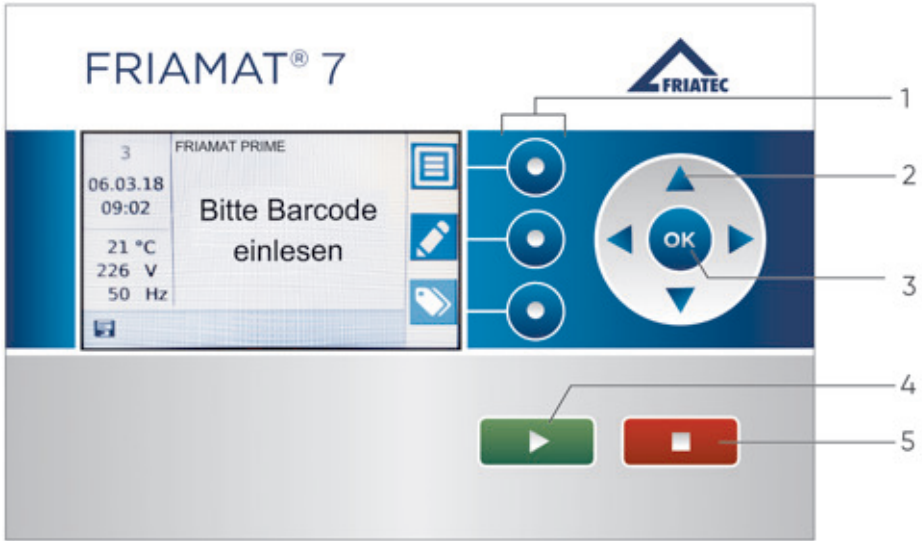 FRIAMAT® 7
FRIATEC
3
06.03.18
09:02
21 °C
226 V
50 Hz
FRIAMAT PRIME
Bitte Barcode
einlesen
OK
1
2
3
4
5